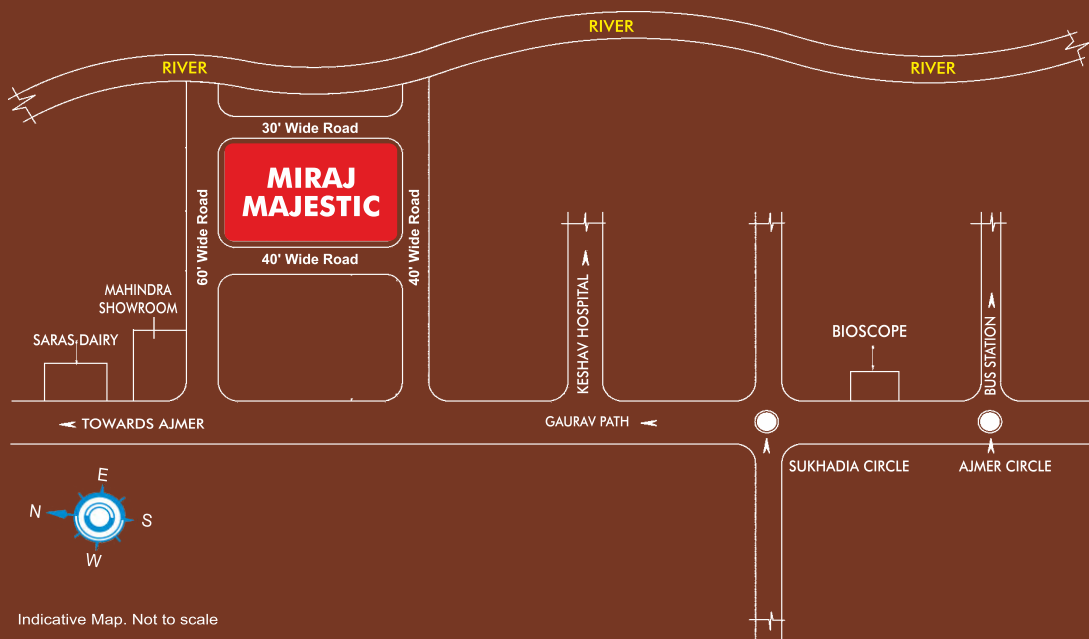 RIVER
RIVER
RIVER
30' Wide Road
MIRAJ
MAJESTIC
60' Wide Road
40' Wide Road
40' Wide Road
MAHINDRA
SHOWROOM
SARAS DAIRY
KESHAV HOSPITAL
BIOSCOPE
BUS STATION
TOWARDS AJMER
GAURAV PATH
SUKHADIA CIRCLE
AJMER CIRCLE
E
N
S
W
Indicative Map. Not to scale